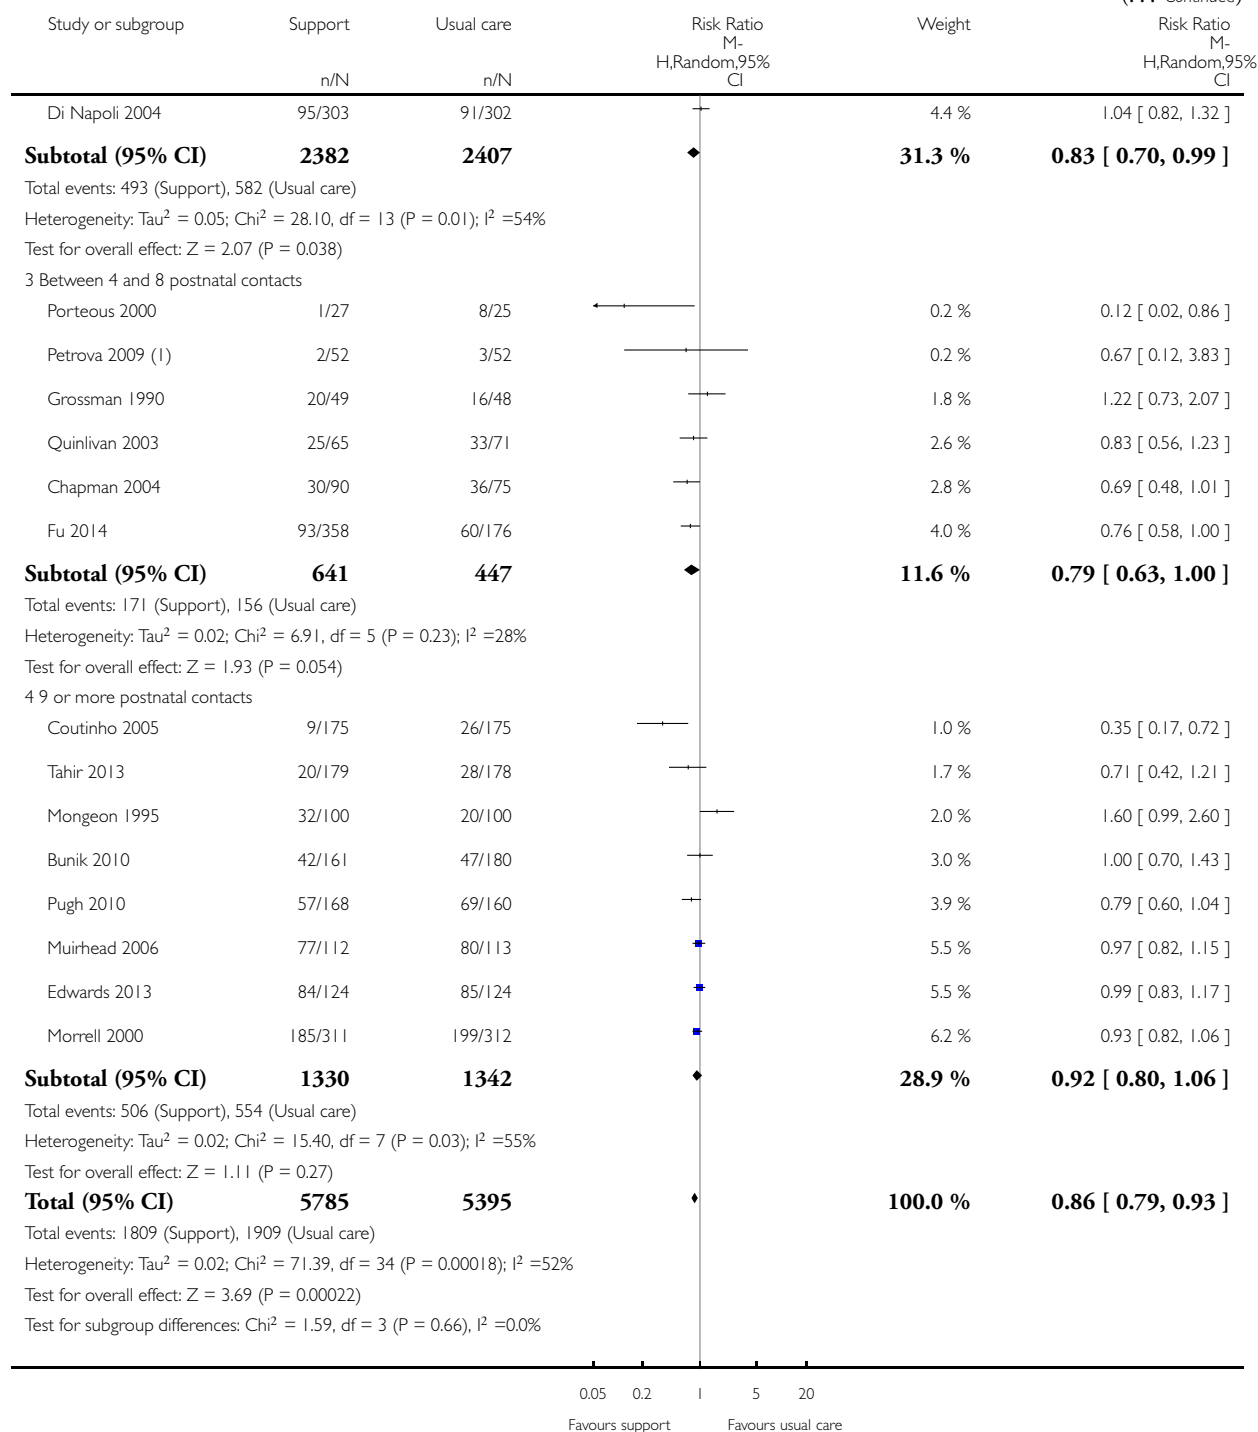 (... Continued)
Study or subgroup Support Usual care Risk Ratio Weight Risk Ratio
M- M-
H,Random,95% H,Random,95%
n/N n/N CI CI
Di Napoli 2004 95/303 91/302 4.4 % 1.04 [ 0.82, 1.32 ]
Subtotal (95% CI) 2382 2407 31.3 % 0.83 [ 0.70, 0.99 ]
Total events: 493 (Support), 582 (Usual care)
Heterogeneity: Tau² = 0.05; Chi² = 28.10, df = 13 (P = 0.01); I² =54%
Test for overall effect: Z = 2.07 (P = 0.038)
3 Between 4 and 8 postnatal contacts
Porteous 2000 1/27 8/25 0.2 % 0.12 [ 0.02, 0.86 ]
Petrova 2009 (1) 2/52 3/52 0.2 % 0.67 [ 0.12, 3.83 ]
Grossman 1990 20/49 16/48 1.8 % 1.22 [ 0.73, 2.07 ]
Quinlivan 2003 25/65 33/71 2.6 % 0.83 [ 0.56, 1.23 ]
Chapman 2004 30/90 36/75 2.8 % 0.69 [ 0.48, 1.01 ]
Fu 2014 93/358 60/176 4.0 % 0.76 [ 0.58, 1.00 ]
Subtotal (95% CI) 641 447 11.6 % 0.79 [ 0.63, 1.00 ]
Total events: 171 (Support), 156 (Usual care)
Heterogeneity: Tau² = 0.02; Chi² = 6.91, df = 5 (P = 0.23); I² =28%
Test for overall effect: Z = 1.93 (P = 0.054)
4 9 or more postnatal contacts
Coutinho 2005 9/175 26/175 1.0 % 0.35 [ 0.17, 0.72 ]
Tahir 2013 20/179 28/178 1.7 % 0.71 [ 0.42, 1.21 ]
Mongeon 1995 32/100 20/100 2.0 % 1.60 [ 0.99, 2.60 ]
Bunik 2010 42/161 47/180 3.0 % 1.00 [ 0.70, 1.43 ]
Pugh 2010 57/168 69/160 3.9 % 0.79 [ 0.60, 1.04 ]
Muirhead 2006 77/112 80/113 5.5 % 0.97 [ 0.82, 1.15 ]
Edwards 2013 84/124 85/124 5.5 % 0.99 [ 0.83, 1.17 ]
Morrell 2000 185/311 199/312 6.2 % 0.93 [ 0.82, 1.06 ]
Subtotal (95% CI) 1330 1342 28.9 % 0.92 [ 0.80, 1.06 ]
Total events: 506 (Support), 554 (Usual care)
Heterogeneity: Tau² = 0.02; Chi² = 15.40, df = 7 (P = 0.03); I² =55%
Test for overall effect: Z = 1.11 (P = 0.27)
Total (95% CI) 5785 5395 100.0 % 0.86 [ 0.79, 0.93 ]
Total events: 1809 (Support), 1909 (Usual care)
Heterogeneity: Tau² = 0.02; Chi² = 71.39, df = 34 (P = 0.00018); I² =52%
Test for overall effect: Z = 3.69 (P = 0.00022)
Test for subgroup differences: Chi² = 1.59, df = 3 (P = 0.66), I² =0.0%
0.05 0.2 1 5 20
Favours support Favours usual care